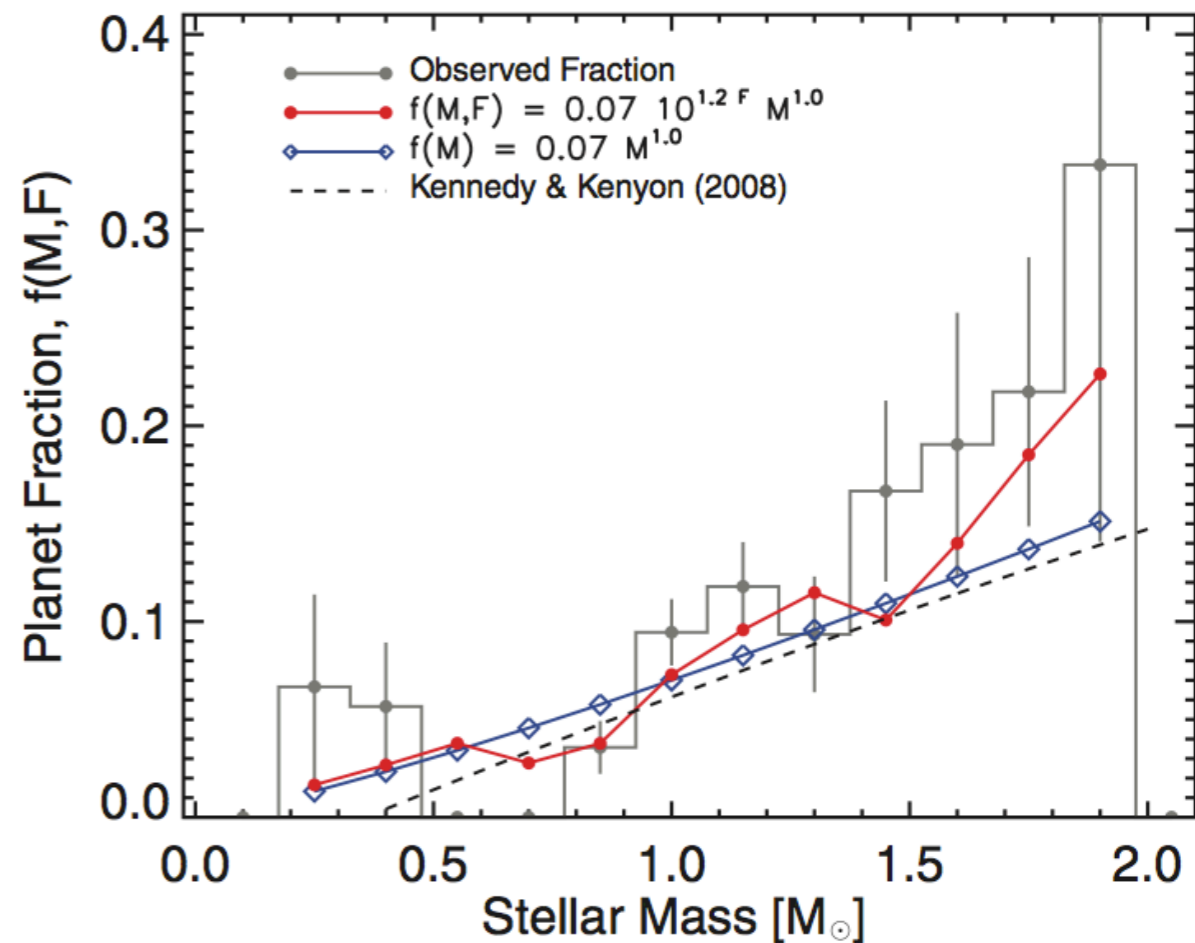 0.4
0.3
0.2
0.1
0.0
Planet Fraction, f(M,F)
Observed Fraction
f(M,F) = 0.07 10^{1.2 F} M^{1.0}
f(M) = 0.07 M^{1.0}
Kennedy & Kenyon (2008)
0.0 0.5 1.0 1.5 2.0
Stellar Mass [M☉]